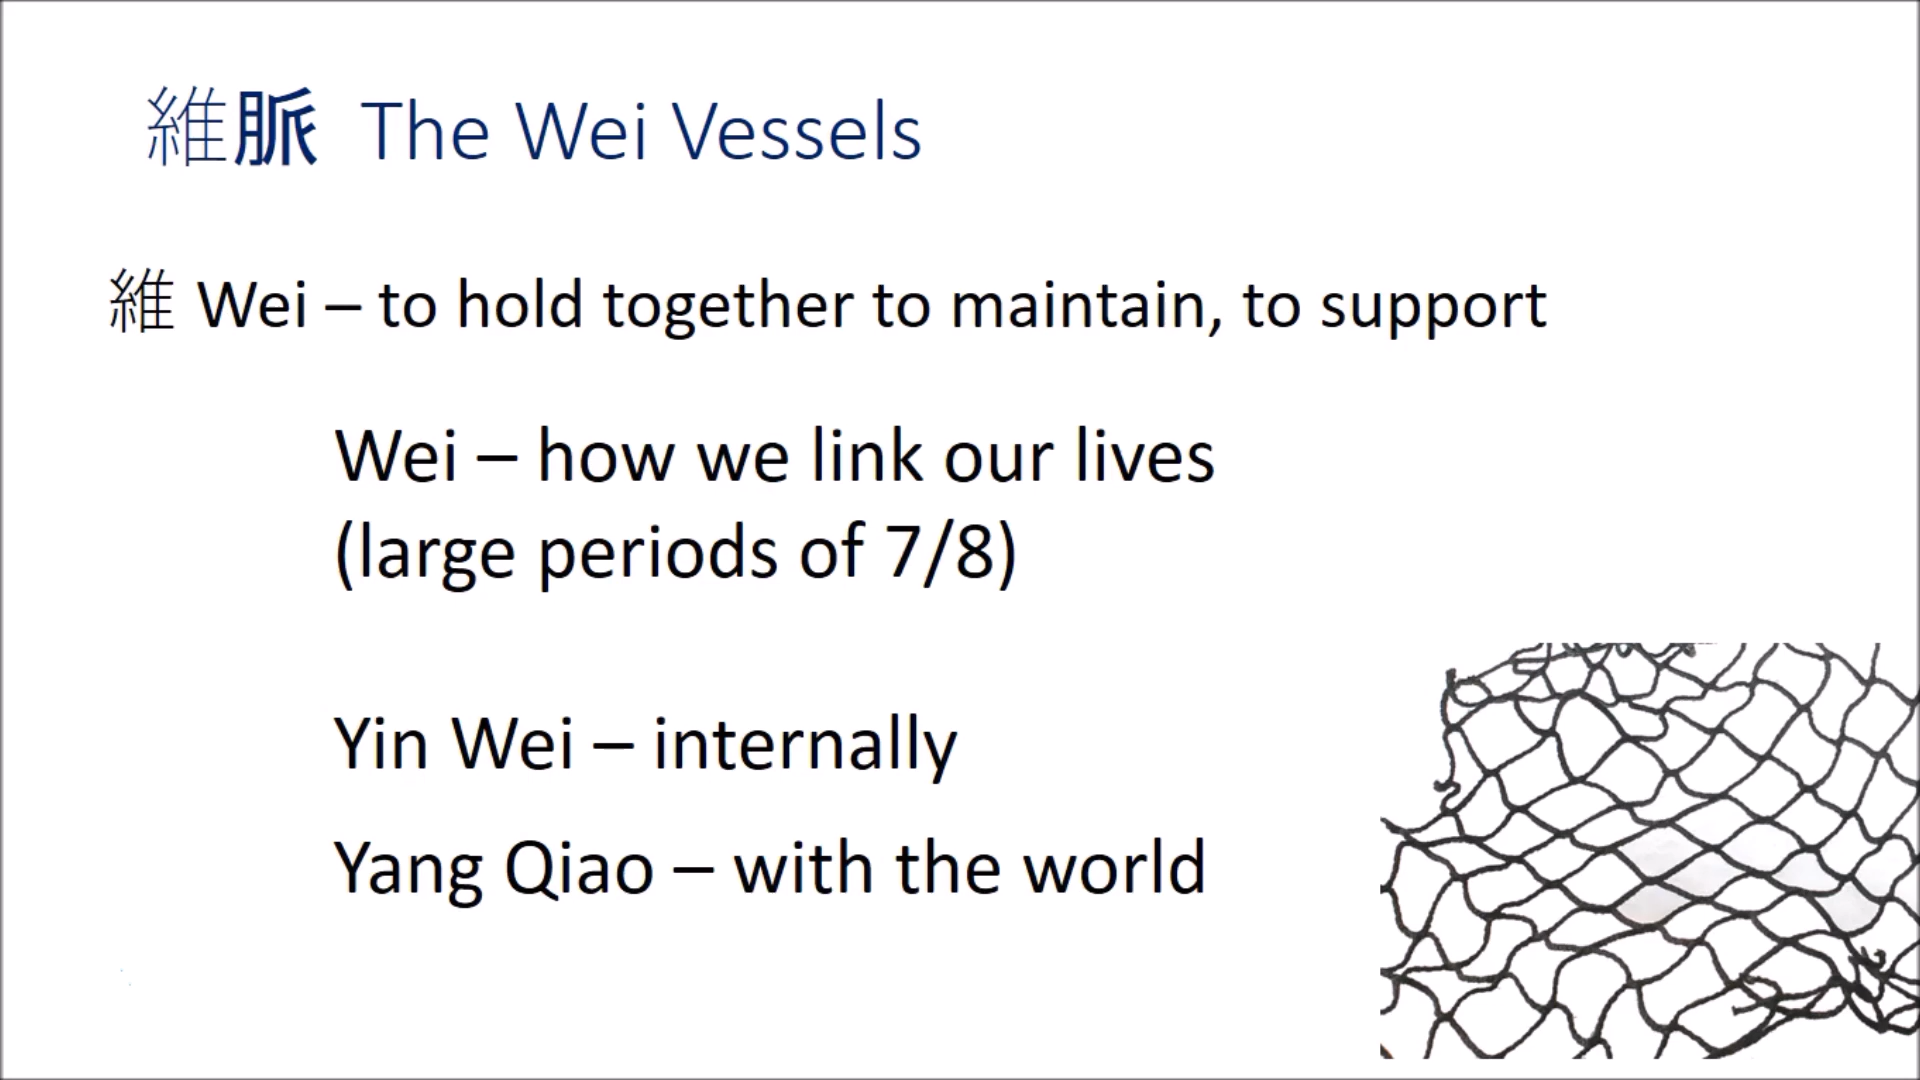 維脈 The Wei Vessels
維 Wei – to hold together to maintain, to support
Wei – how we link our lives
(large periods of 7/8)
Yin Wei – internally
Yang Qiao – with the world